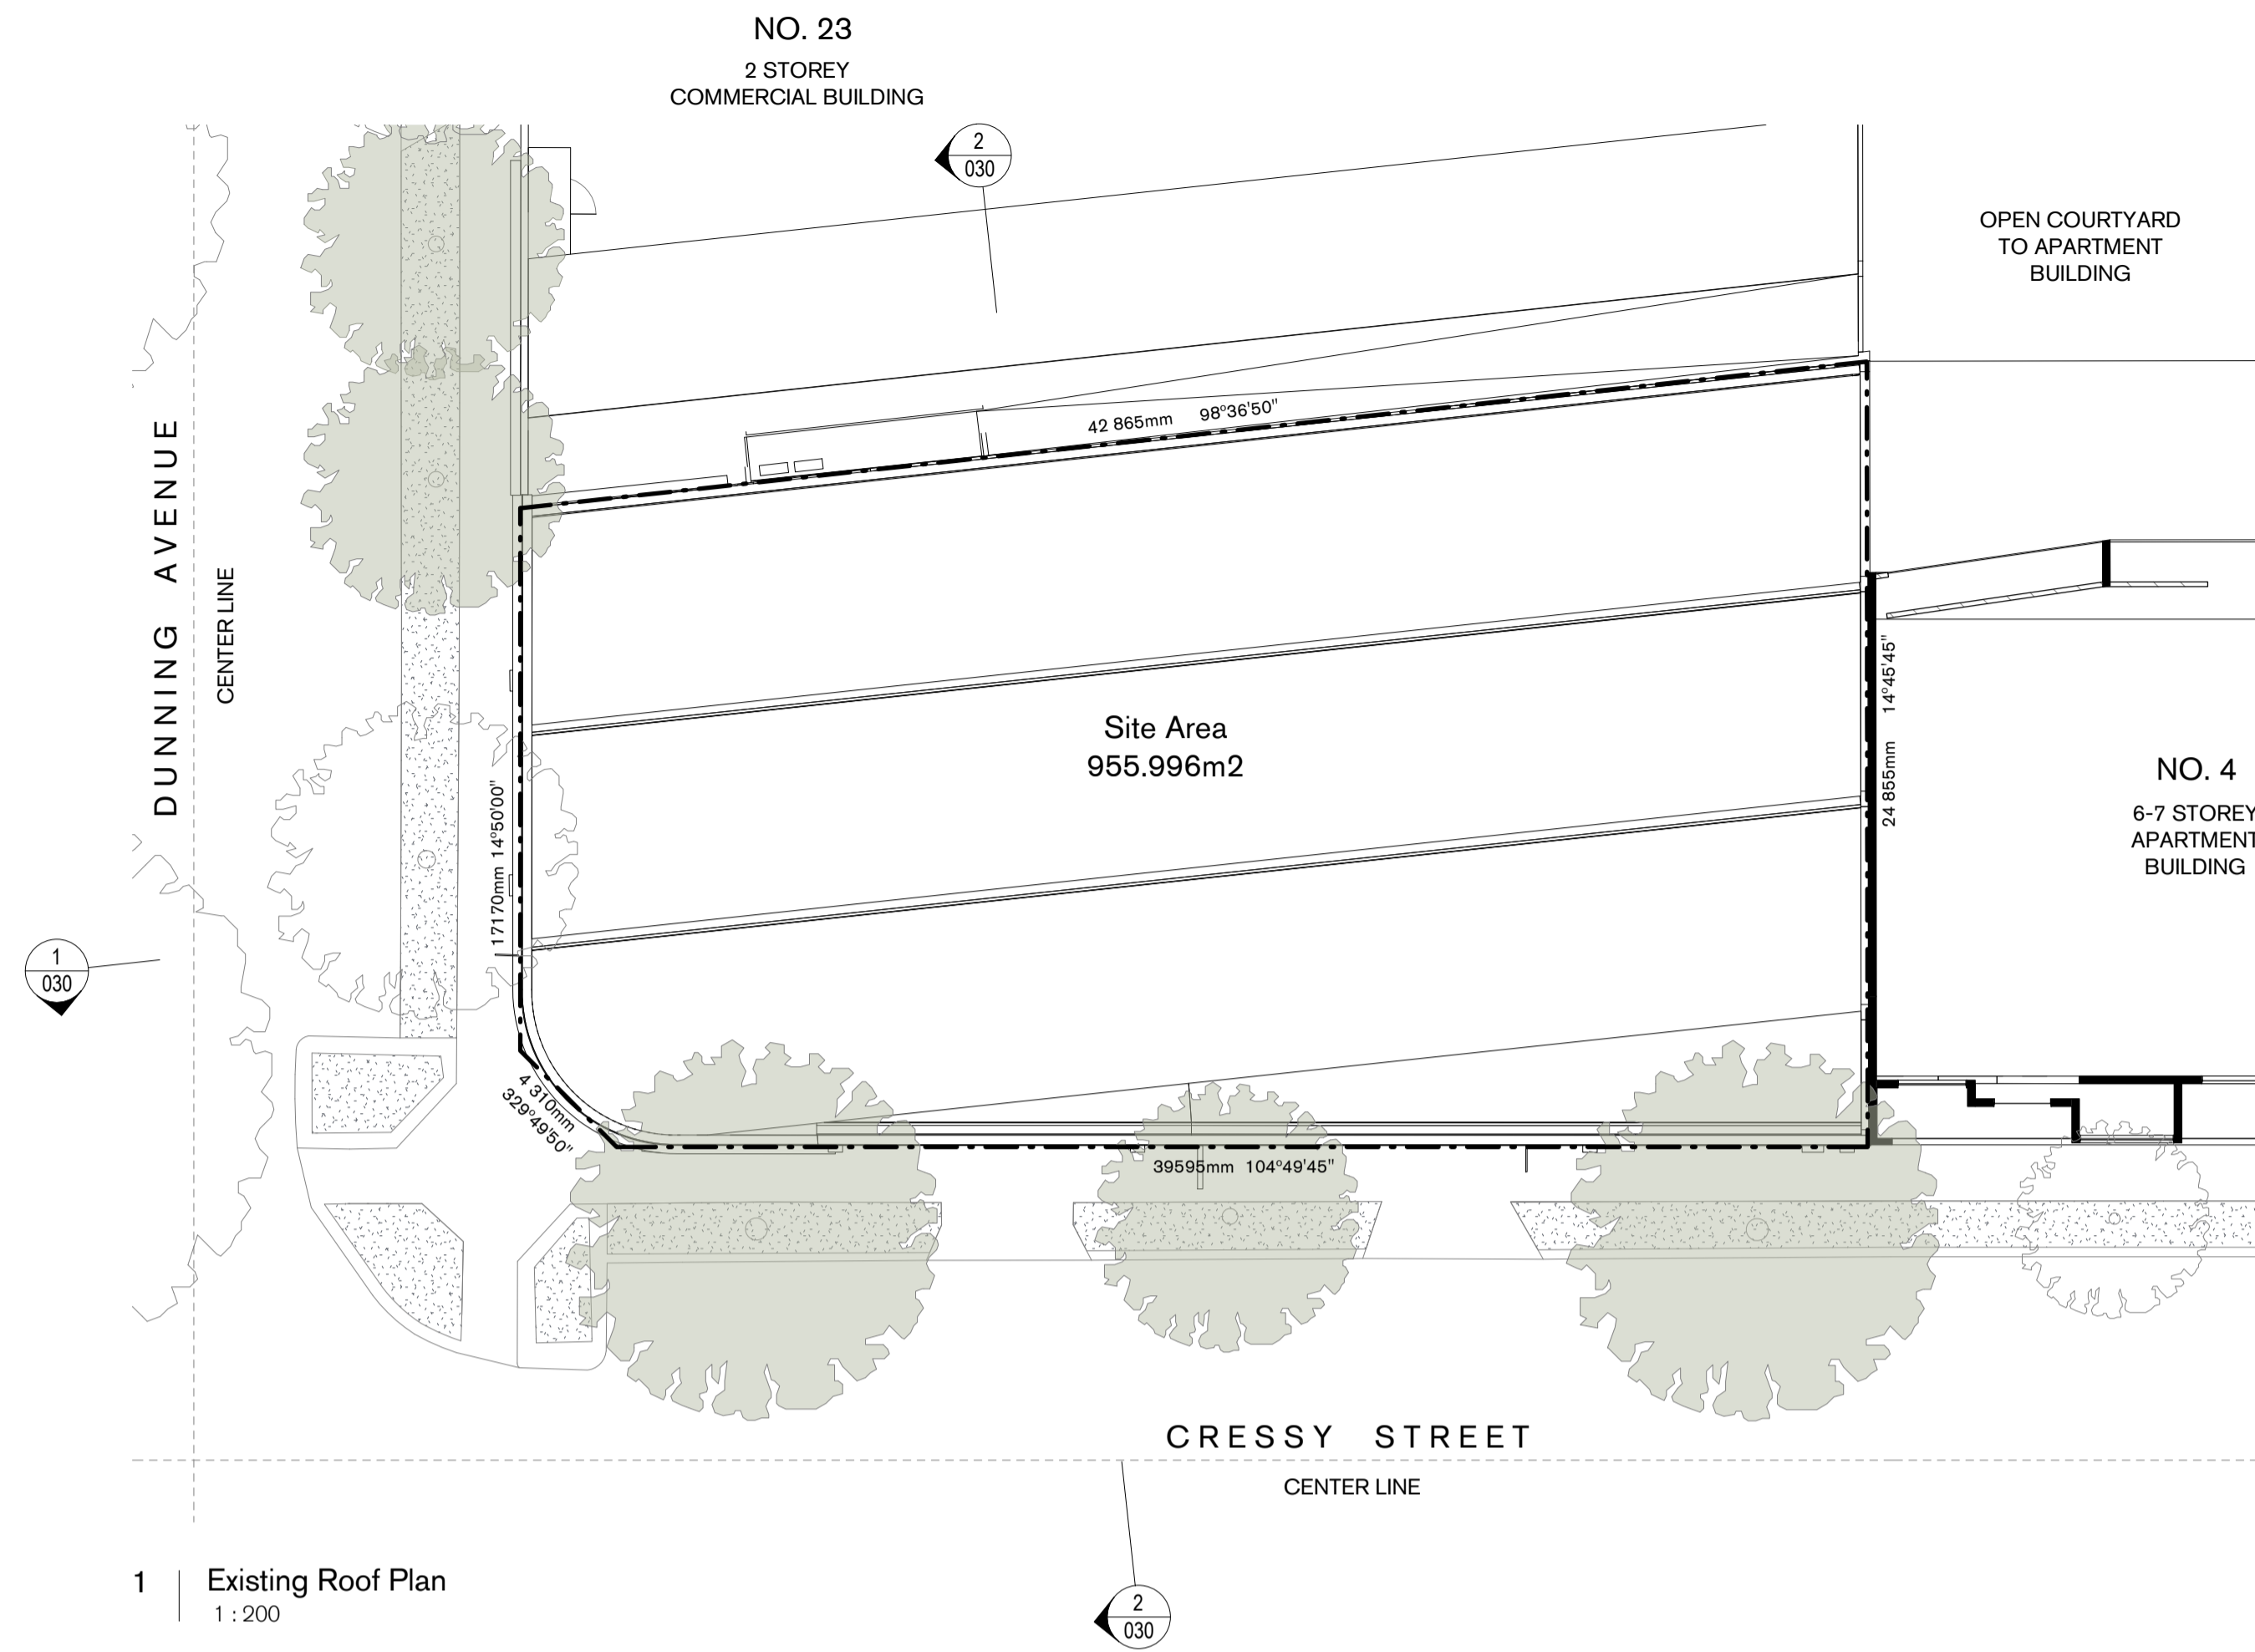 NO. 23
2 STOREY
COMMERCIAL BUILDING
2
030
OPEN COURTYARD
TO APARTMENT
BUILDING
42 865mm 98°36'50"
DUNNING AVENUE
CENTER LINE
Site Area
955.996m2
24 855mm 14°45'45"
NO. 4
6-7 STOREY
APARTMENT
BUILDING
17170mm 14°50'00"
1
030
4 310mm
329°49'50"
39595mm 104°49'45"
CRESSY STREET
CENTER LINE
1
Existing Roof Plan
1 : 200
2
030